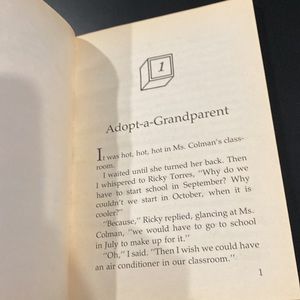 1
Adopt-a-Grandparent
It was hot, hot, hot in Ms. Colman's class-
room.
I waited until she turned her back. Then
I whispered to Ricky Torres, "Why do we
have to start school in September? Why
couldn't we start in October, when it is
cooler?"
"Because," Ricky replied, glancing at Ms.
Colman, "we would have to go to school
in July to make up for it."
"Oh," I said. "Then I wish we could have
an air conditioner in our classroom."
1